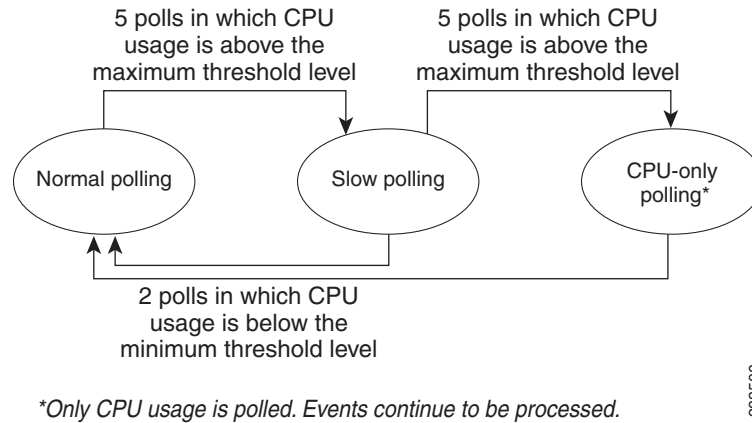 5 polls in which CPU
usage is above the
maximum threshold level
5 polls in which CPU
usage is above the
maximum threshold level
Normal polling
Slow polling
CPU-only
polling*
2 polls in which CPU
usage is below the
minimum threshold level
*Only CPU usage is polled. Events continue to be processed.